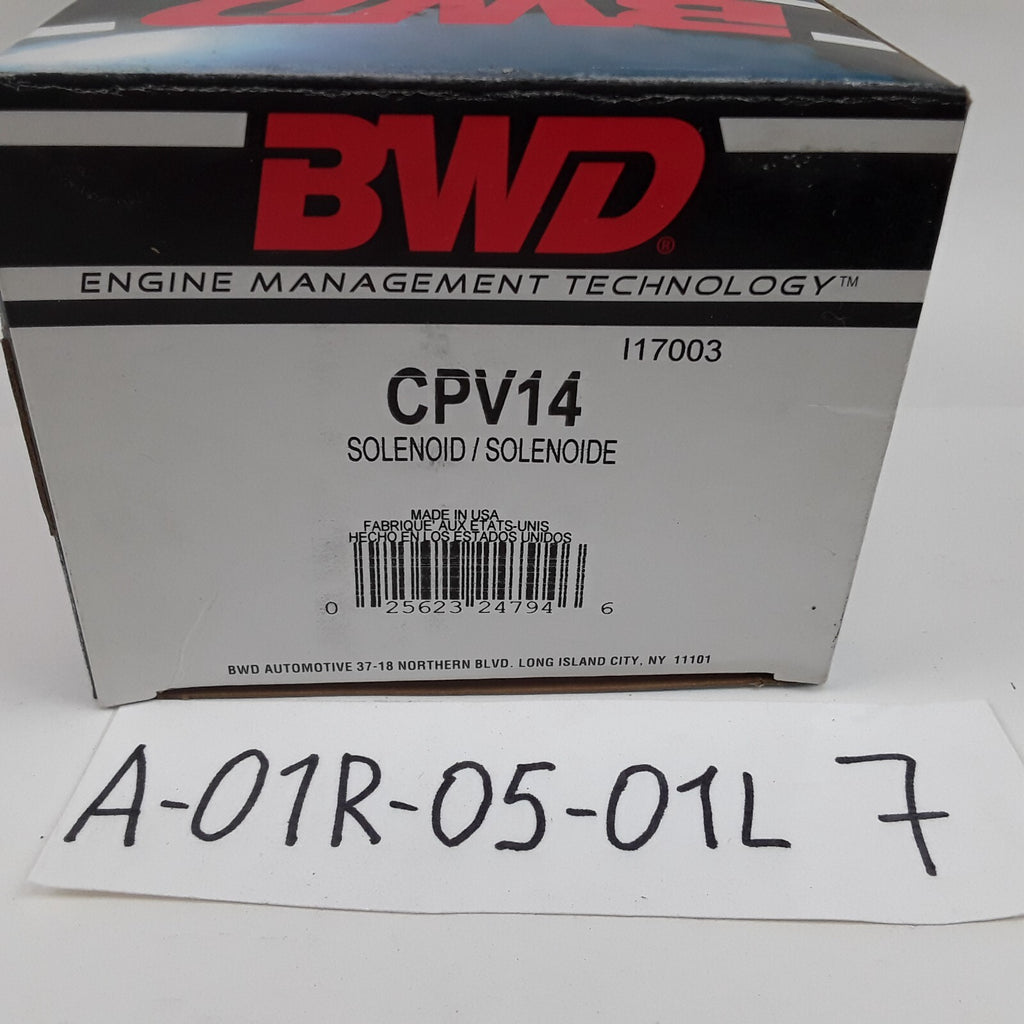 BWD
BWD®
ENGINE MANAGEMENT TECHNOLOGY™
I17003
CPV14
SOLENOID / SOLENOIDE
MADE IN USA
FABRIQUE' AUX ETATS-UNIS
HECHO EN LOS ESTADOS UNIDOS
0 25623 24794 6
BWD AUTOMOTIVE 37-18 NORTHERN BLVD. LONG ISLAND CITY, NY 11101
A-01R-05-01L 7